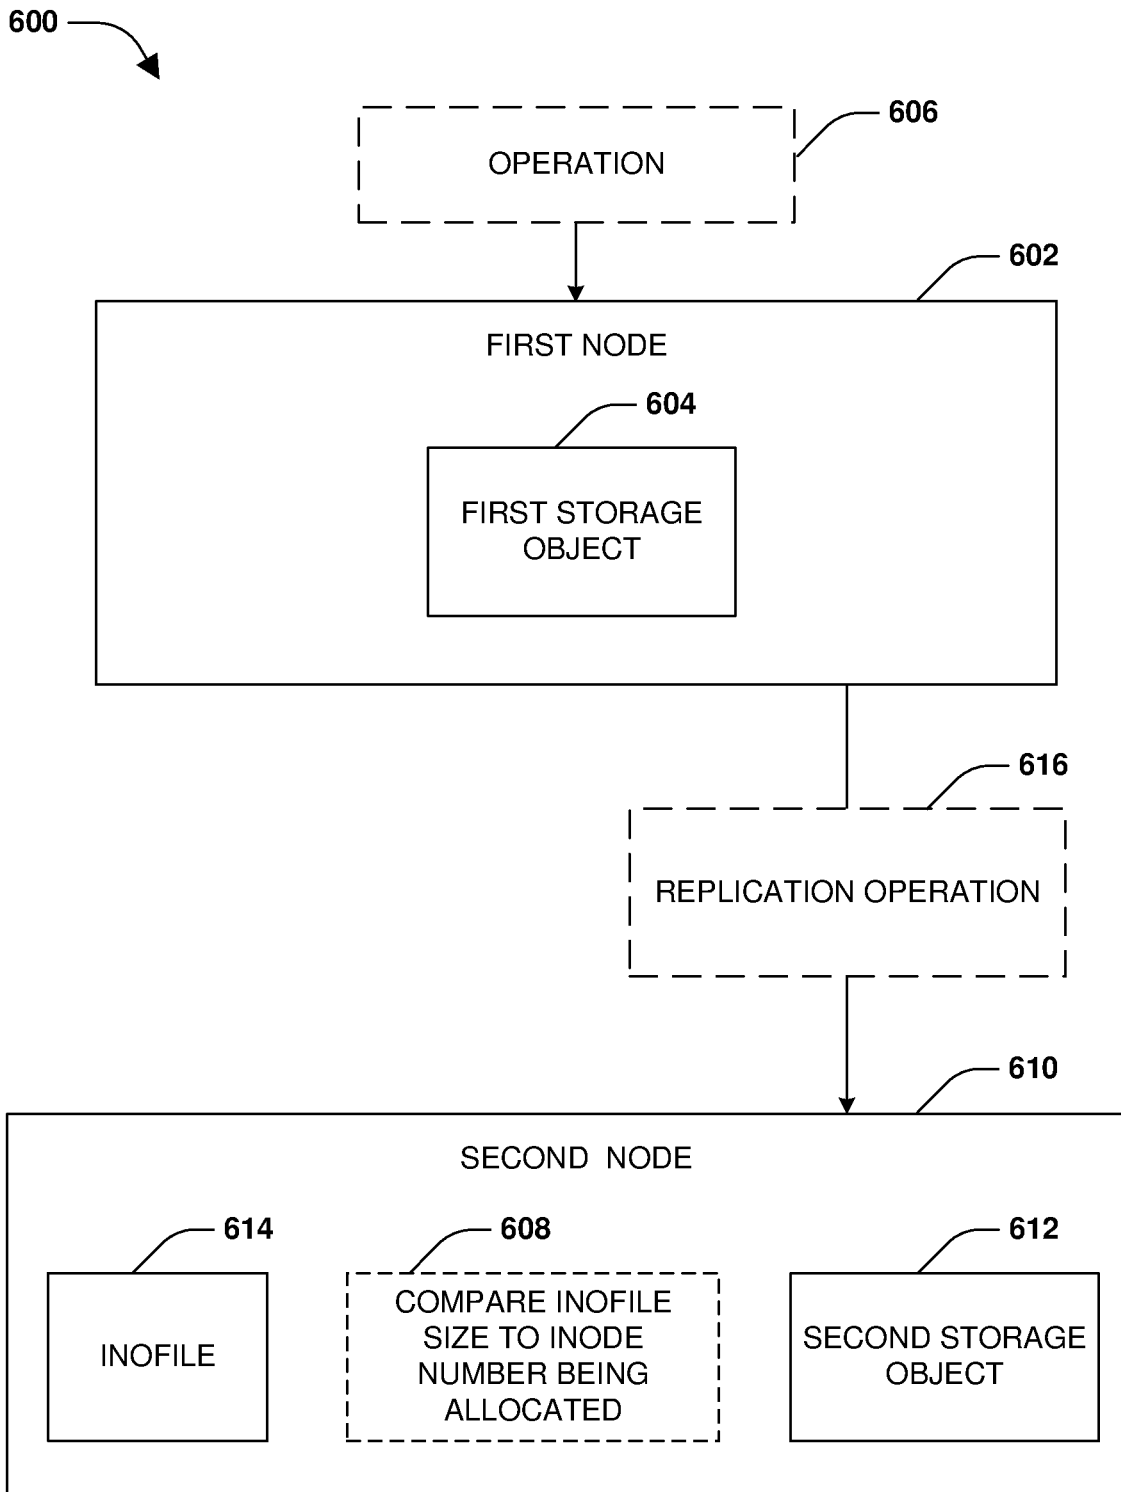 600
606
OPERATION
602
FIRST NODE
604
FIRST STORAGE
OBJECT
616
REPLICATION OPERATION
610
SECOND NODE
614
608
612
INOFILE
COMPARE INOFILE
SIZE TO INODE
NUMBER BEING
ALLOCATED
SECOND STORAGE
OBJECT